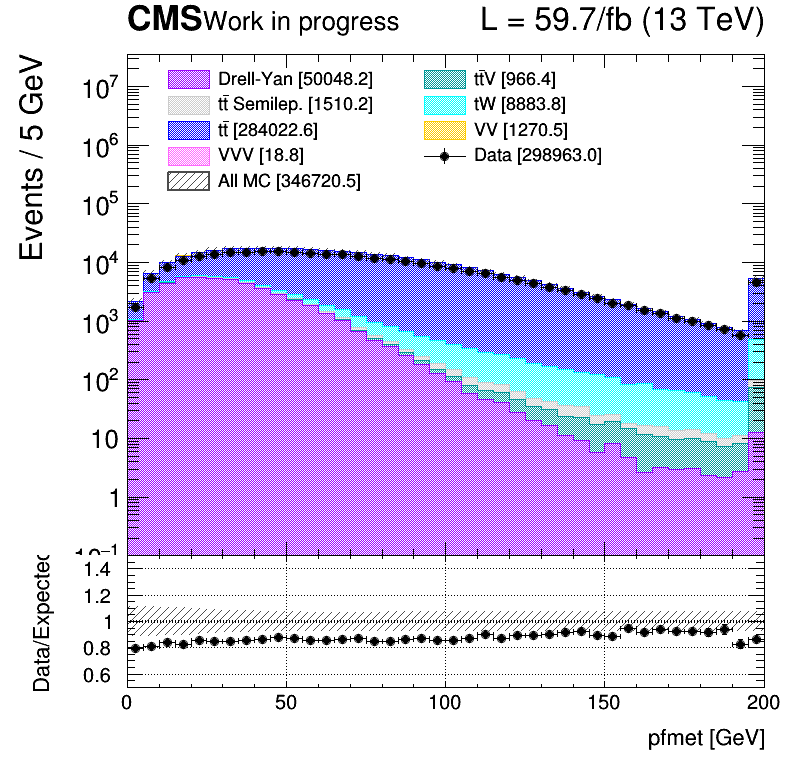 CMS Work in progress L = 59.7/fb (13 TeV)
Events / 5 GeV
Drell-Yan [50048.2] tt̄V [966.4]
tt̄ Semilep. [1510.2] tW [8883.8]
tt̄ [284022.6] VV [1270.5]
VVV [18.8] Data [298963.0]
All MC [346720.5]
10⁷
10⁶
10⁵
10⁴
10³
10²
10
1
10⁻¹
Data/Expected
1.4
1.2
1
0.8
0.6
0 50 100 150 200
pfmet [GeV]